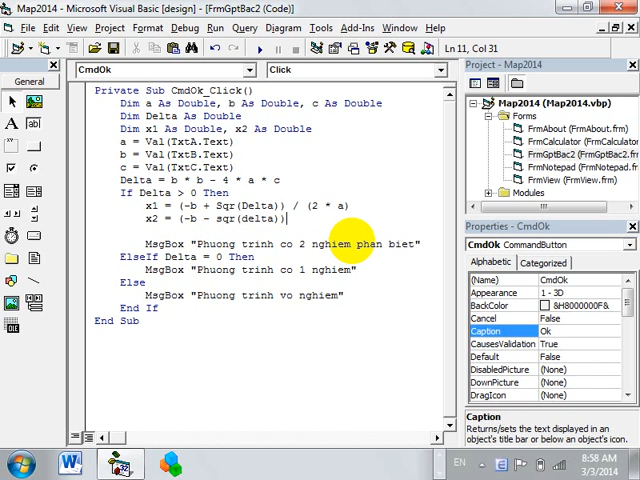 Map2014 - Microsoft Visual Basic [design] - [FrmGptBac2 (Code)]
File Edit View Project Format Debug Run Query Diagram Tools Add-Ins Window Help
Ln 11, Col 31
General
CmdOk Click
Private Sub CmdOk_Click()
Dim a As Double, b As Double, c As Double
Dim Delta As Double
Dim x1 As Double, x2 As Double
a = Val(TxtA.Text)
b = Val(TxtB.Text)
c = Val(TxtC.Text)
Delta = b * b - 4 * a * c
If Delta > 0 Then
x1 = (-b + Sqr(Delta)) / (2 * a)
x2 = (-b - sqr(delta))
MsgBox "Phuong trinh co 2 nghiem phan biet"
ElseIf Delta = 0 Then
MsgBox "Phuong trinh co 1 nghiem"
Else
MsgBox "Phuong trinh vo nghiem"
End If
End Sub
Project - Map2014
Map2014 (Map2014.vbp)
Forms
FrmAbout (FrmAbout.frm)
FrmCalculator (FrmCalculator.frm)
FrmGptBac2 (FrmGptBac2.frm
FrmNotepad (FrmNotepad.frm)
FrmView (FrmView.frm)
Modules
Properties - CmdOk
CmdOk CommandButton
Alphabetic Categorized
(Name) CmdOk
Appearance 1 - 3D
BackColor &H8000000F&
Cancel False
Caption Ok
CausesValidation True
Default False
DisabledPicture (None)
DownPicture (None)
DragIcon (None)
Caption
Returns/sets the text displayed in an object's title bar or below an object's icon.
EN
8:58 AM
3/3/2014